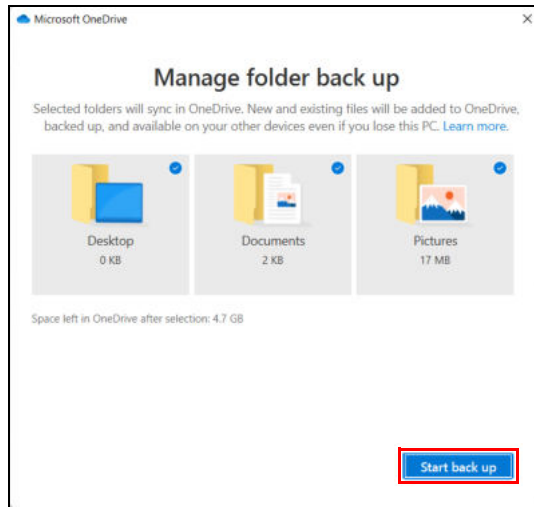 Microsoft OneDrive
Manage folder back up
Selected folders will sync in OneDrive. New and existing files will be added to OneDrive,
backed up, and available on your other devices even if you lose this PC. Learn more.
Desktop
0 KB
Documents
2 KB
Pictures
17 MB
Space left in OneDrive after selection: 4.7 GB
Start back up